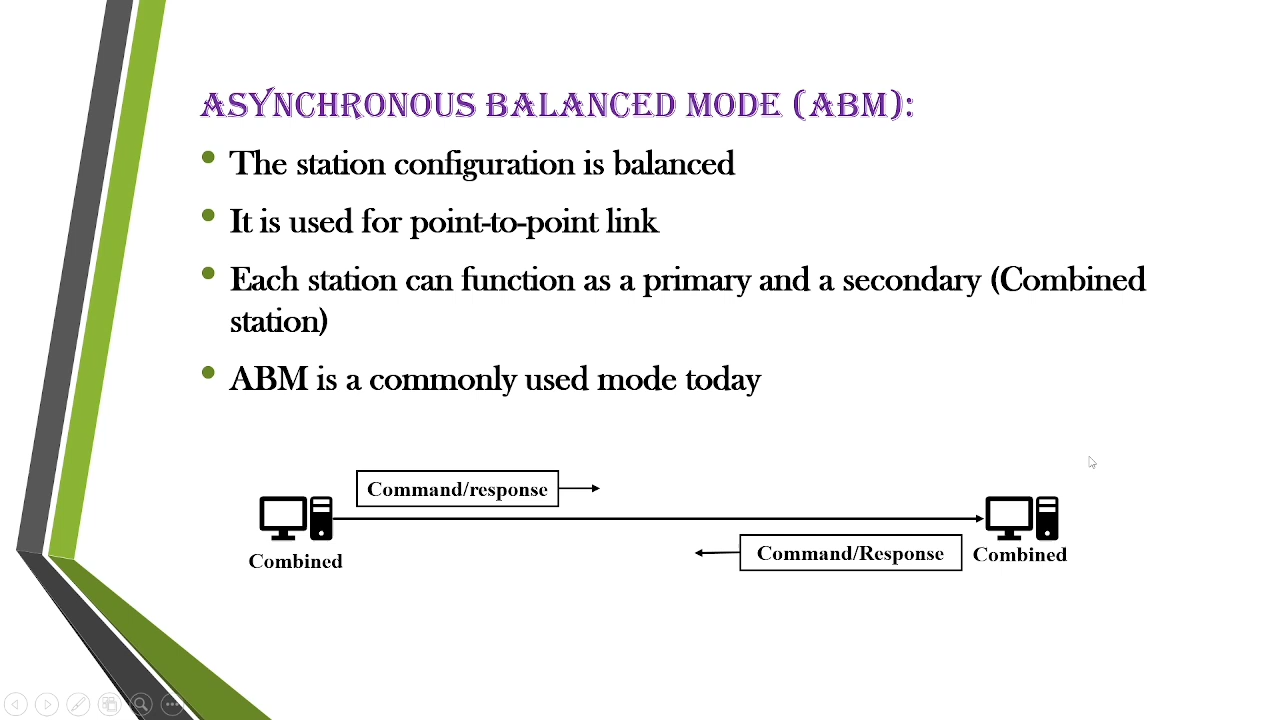 ASYNCHRONOUS BALANCED MODE (ABM):
• The station configuration is balanced
• It is used for point-to-point link
• Each station can function as a primary and a secondary (Combined
station)
• ABM is a commonly used mode today
Command/response
Combined
Command/Response
Combined